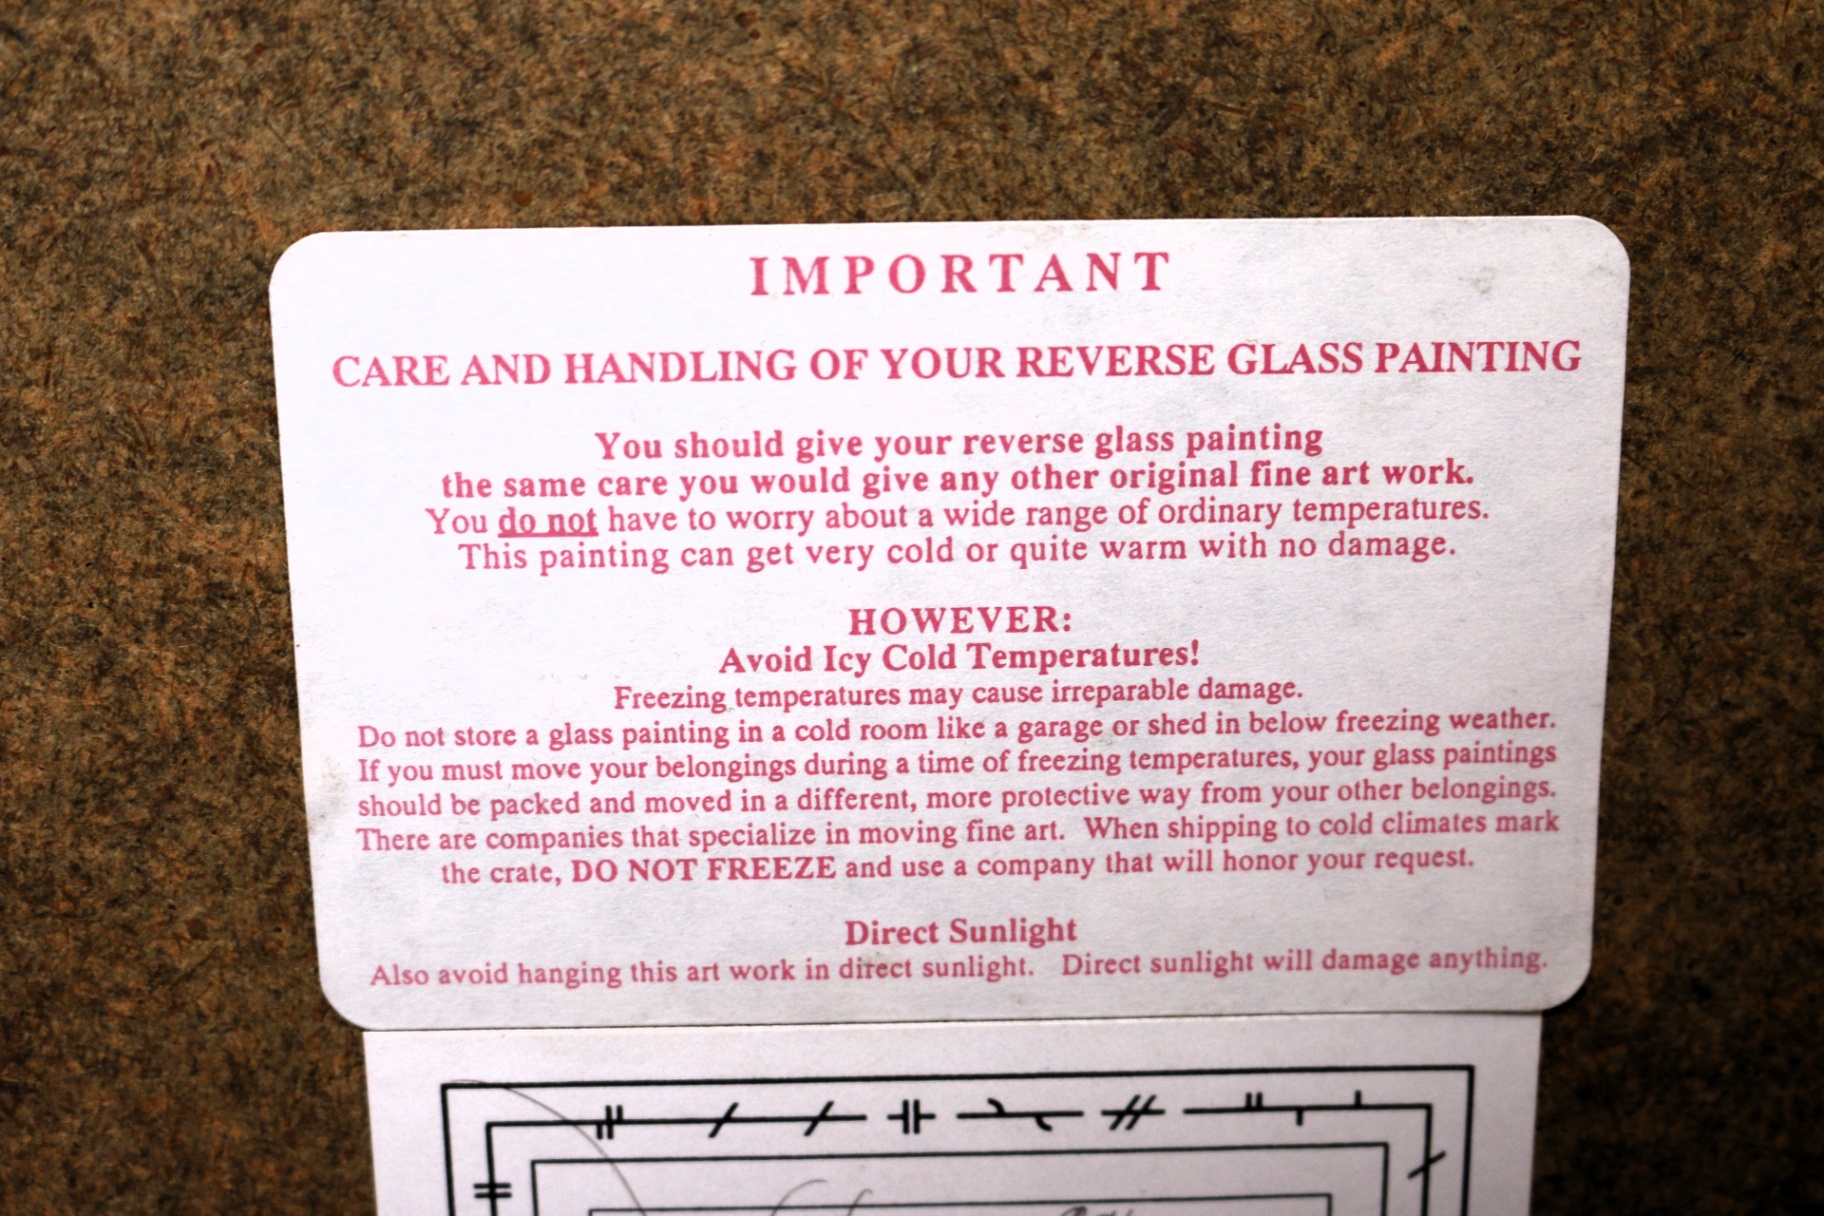 IMPORTANT
CARE AND HANDLING OF YOUR REVERSE GLASS PAINTING
You should give your reverse glass painting
the same care you would give any other original fine art work.
You do not have to worry about a wide range of ordinary temperatures.
This painting can get very cold or quite warm with no damage.
HOWEVER:
Avoid Icy Cold Temperatures!
Freezing temperatures may cause irreparable damage.
Do not store a glass painting in a cold room like a garage or shed in below freezing weather.
If you must move your belongings during a time of freezing temperatures, your glass paintings
should be packed and moved in a different, more protective way from your other belongings.
There are companies that specialize in moving fine art. When shipping to cold climates mark
the crate, DO NOT FREEZE and use a company that will honor your request.
Direct Sunlight
Also avoid hanging this art work in direct sunlight. Direct sunlight will damage anything.